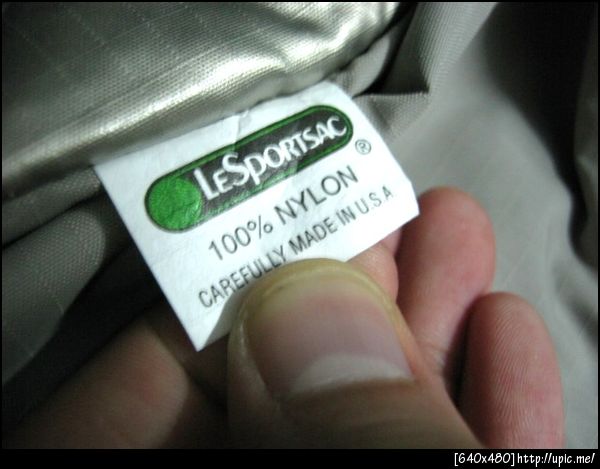 LESPORTSAC
®
100% NYLON
CAREFULLY MADE IN U.S.A
[640x480]http://upic.me/